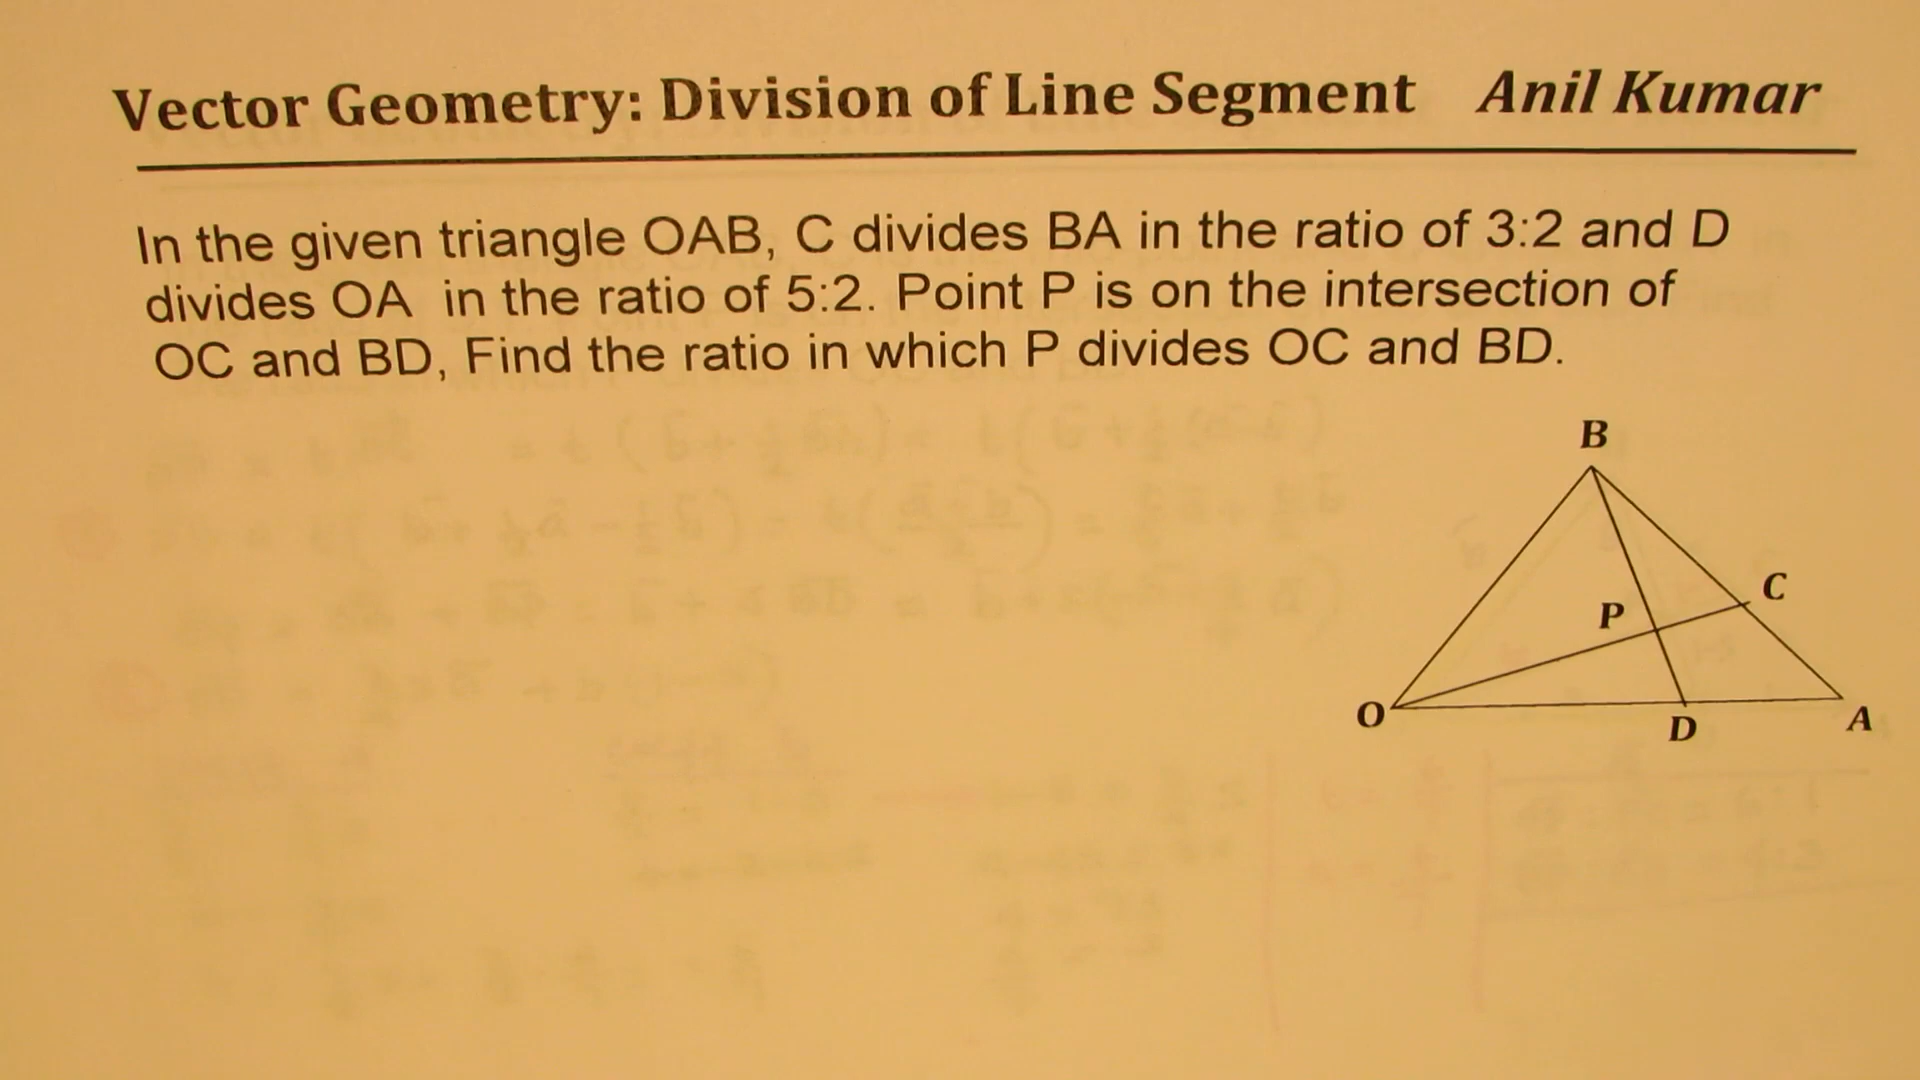 Vector Geometry: Division of Line Segment Anil Kumar
In the given triangle OAB, C divides BA in the ratio of 3:2 and D
divides OA in the ratio of 5:2. Point P is on the intersection of
OC and BD, Find the ratio in which P divides OC and BD.
B
C
P
O
D
A